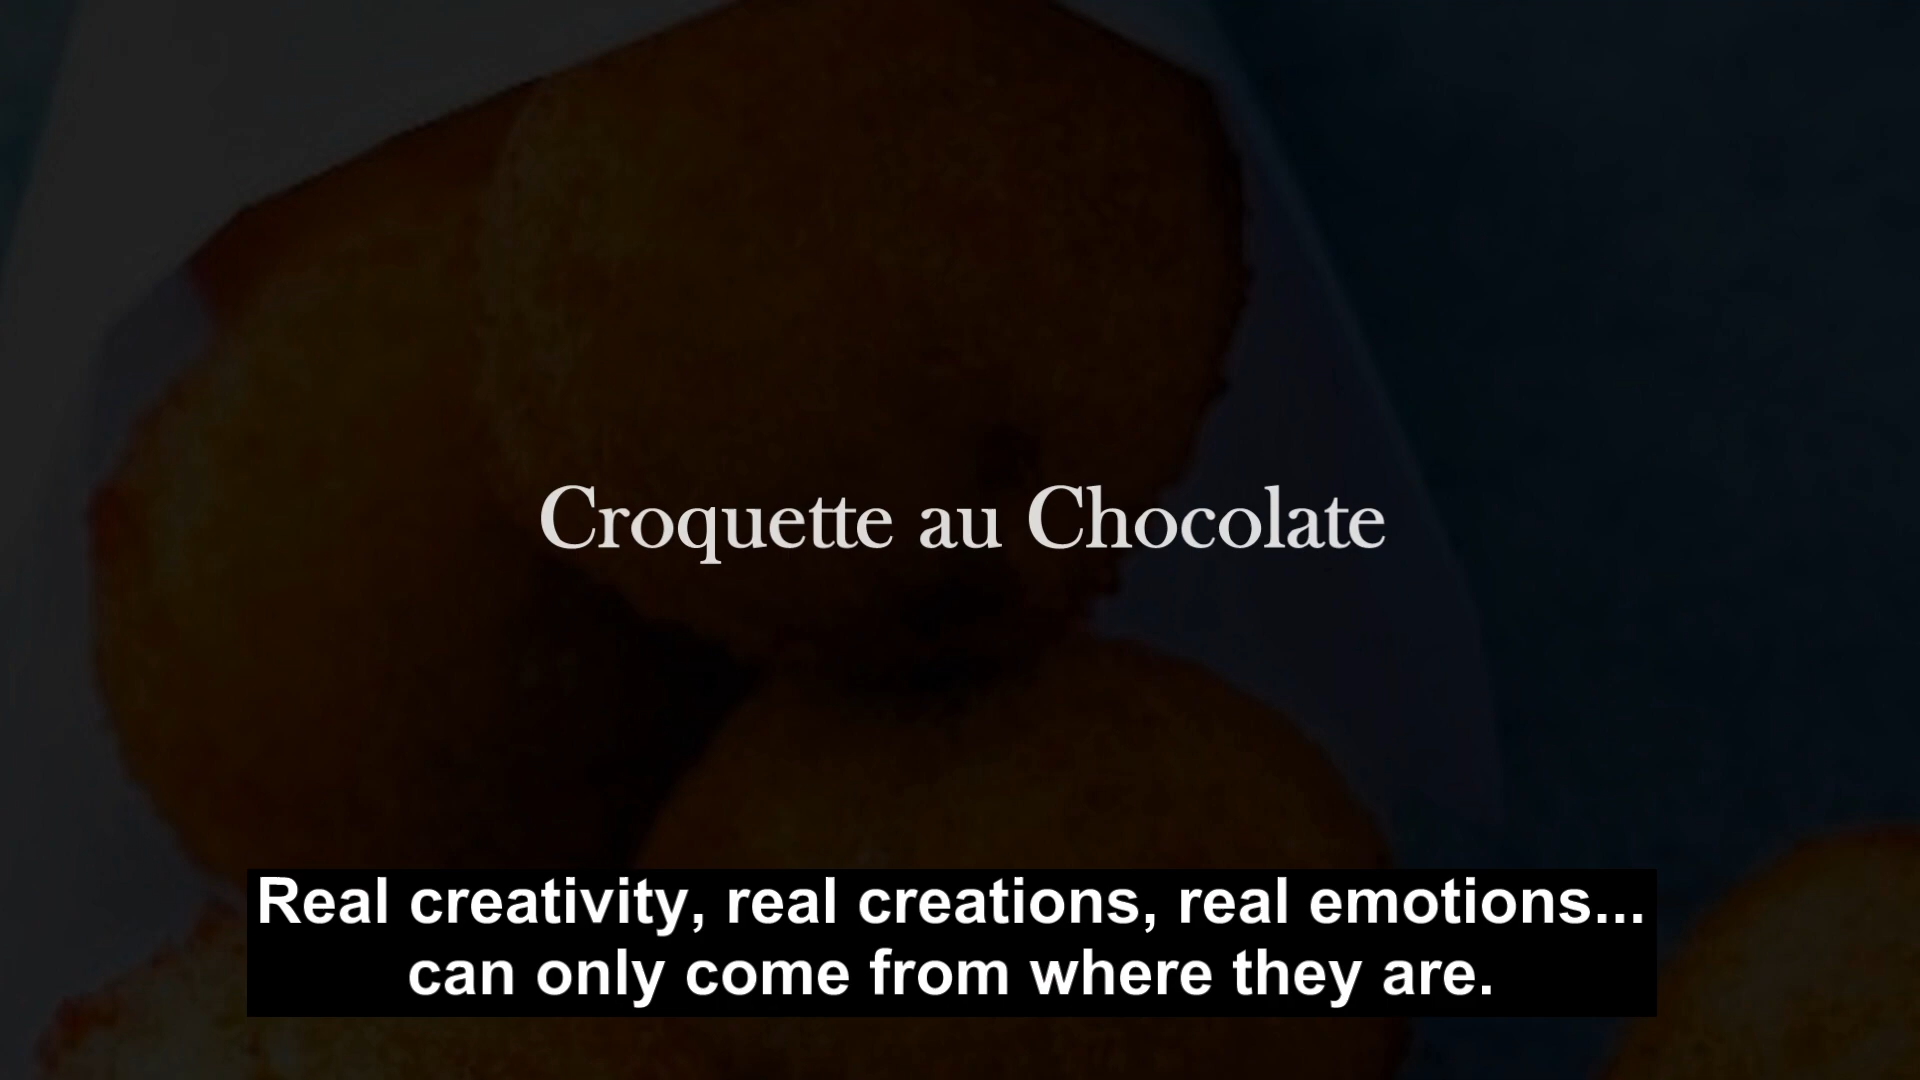 Croquette au Chocolate
Real creativity, real creations, real emotions...
can only come from where they are.